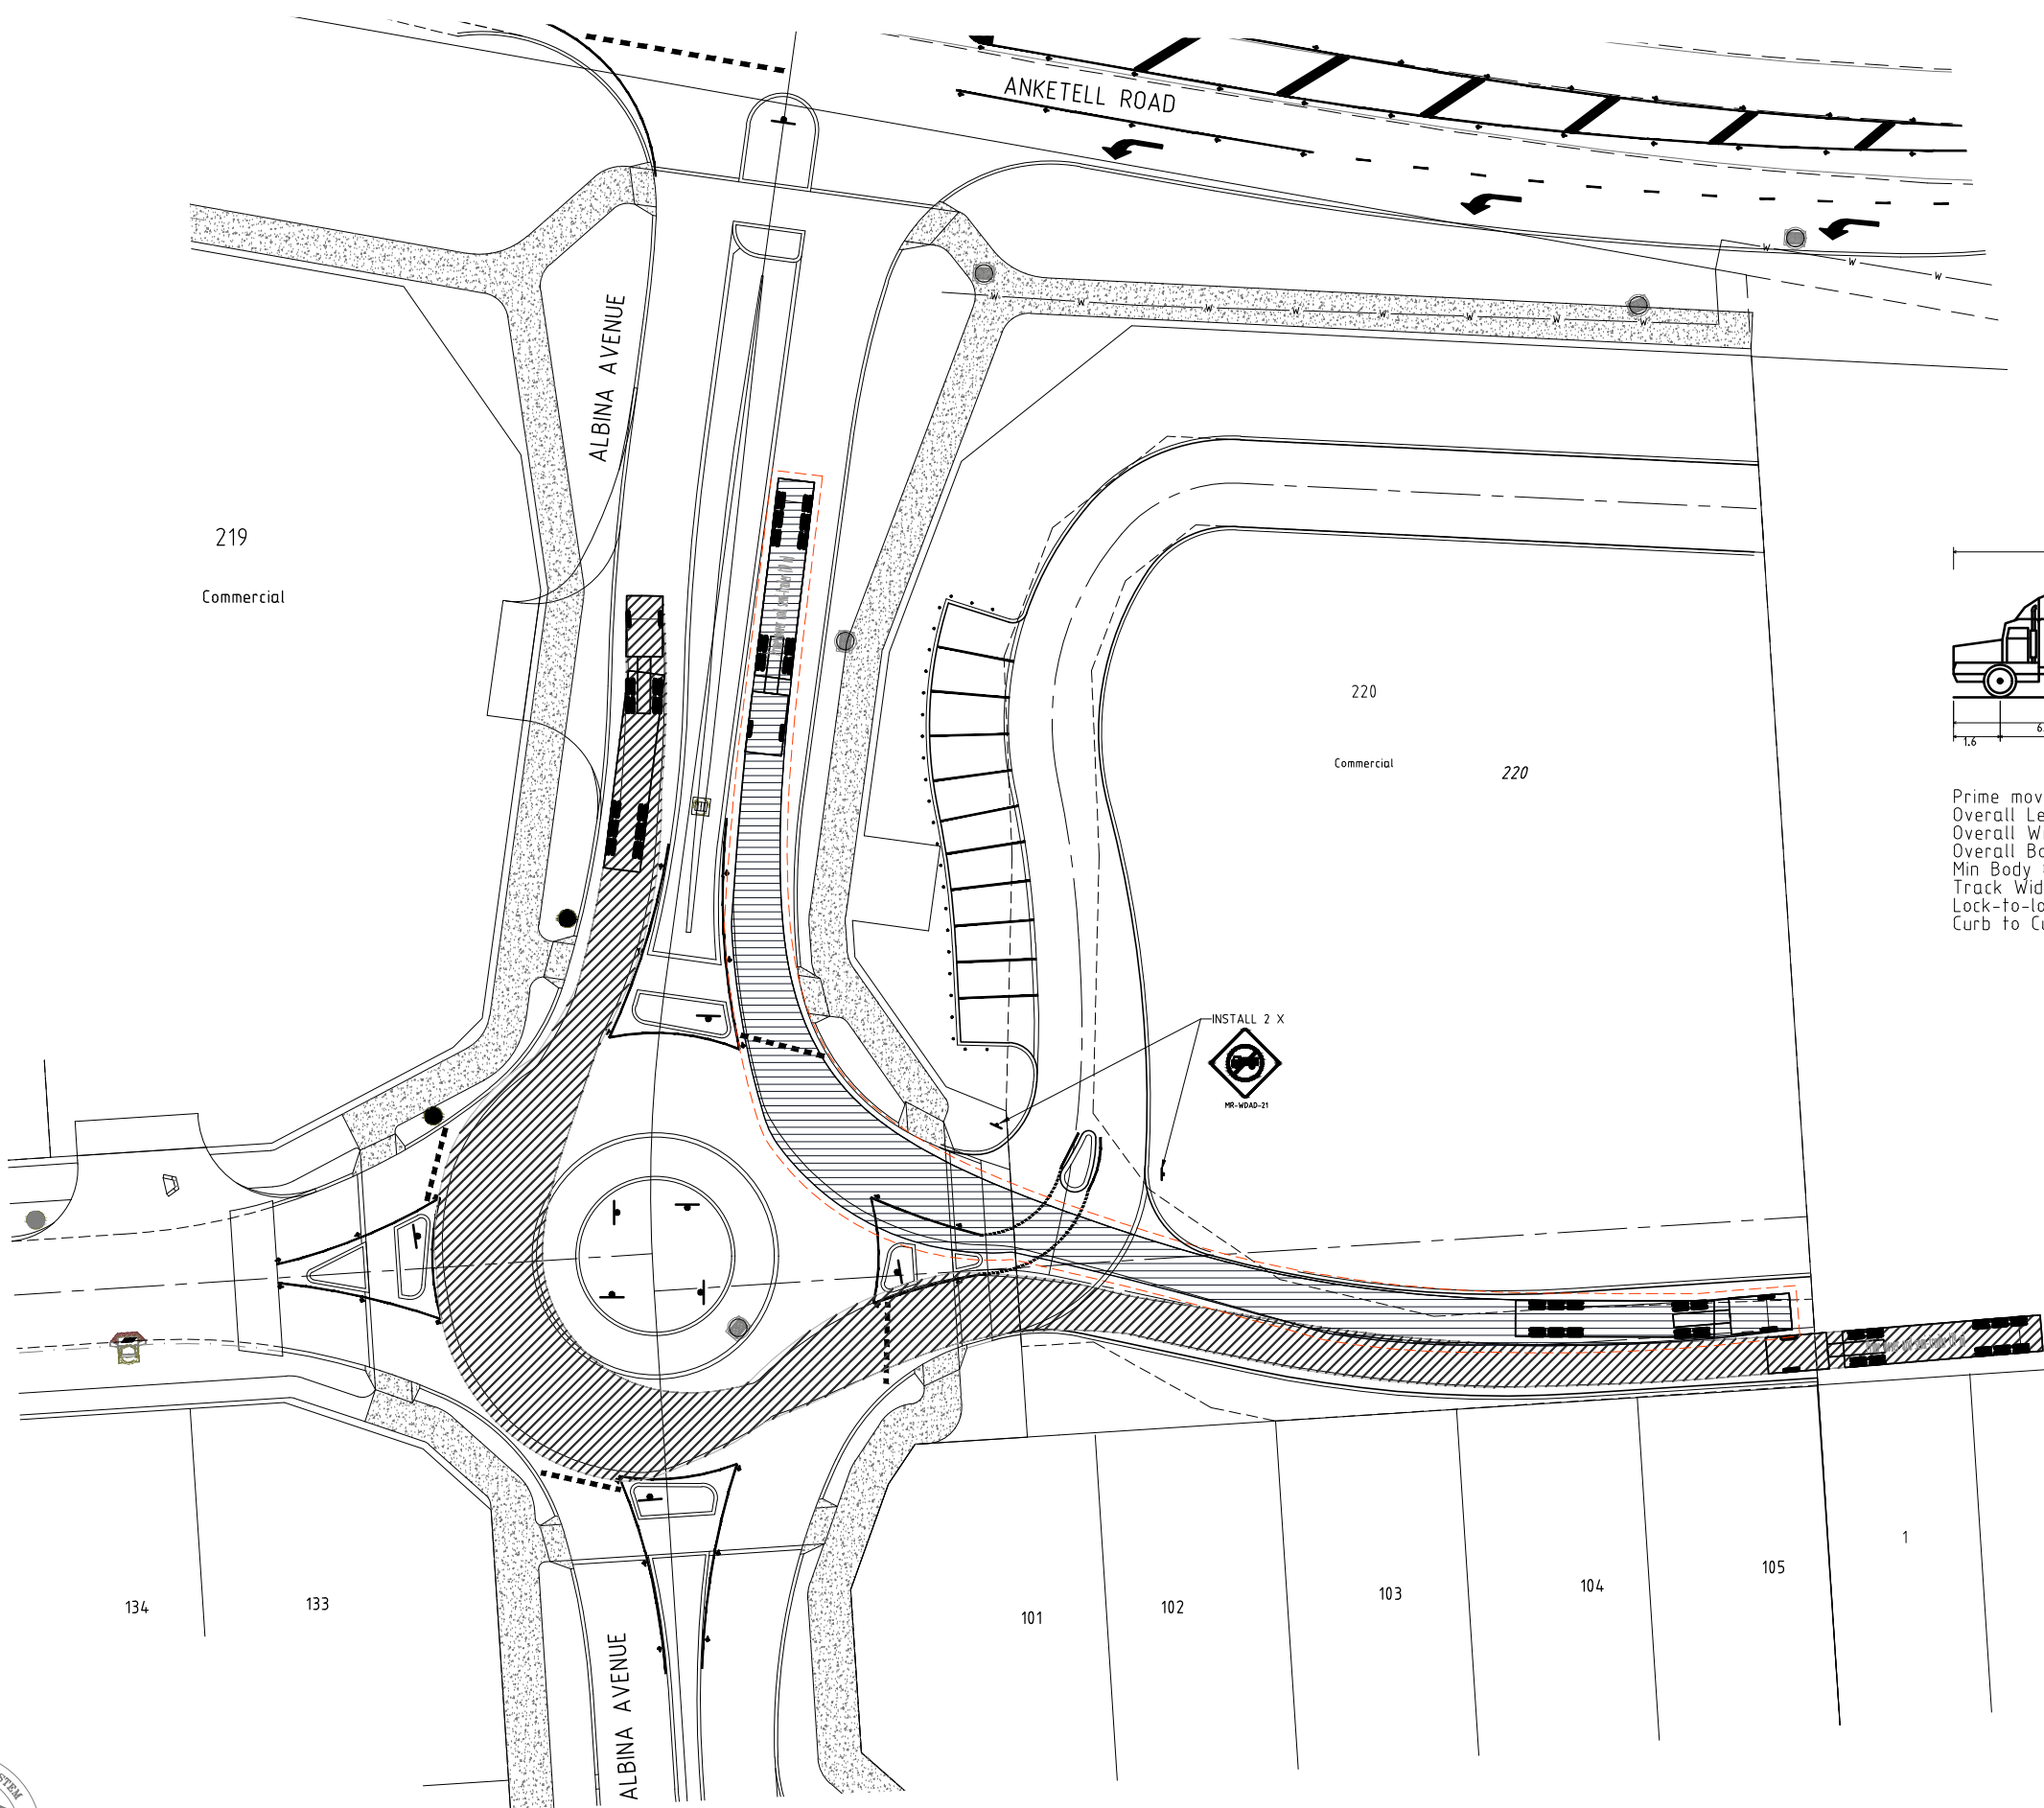 ANKETELL ROAD
W
W
W
W
W
W
W
W
W
W
W
W
ALBINA AVENUE
219
Commercial
220
Commercial
220
1.6
6
Prime mov
Overall Le
Overall W
Overall Bo
Min Body
Track Wid
Lock-to-lo
Curb to Cu
INSTALL 2 X
MR-WDAD-21
134
133
101
102
103
104
105
1
ALBINA AVENUE
STEM